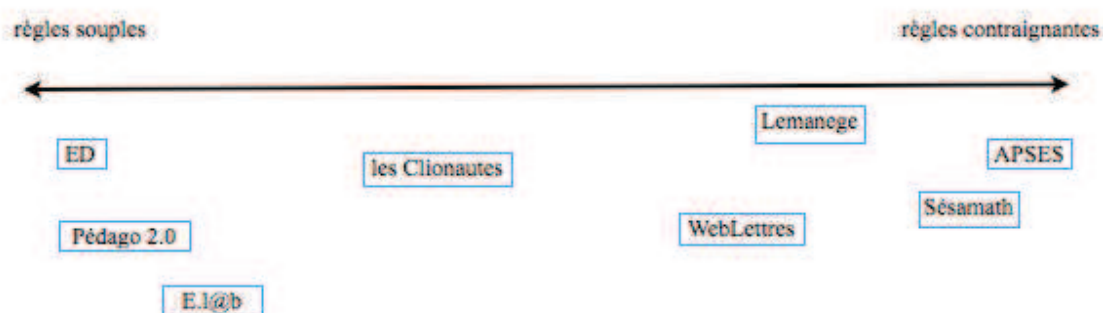 règles souples
règles contraignantes
Lemanege
ED
les Clionautes
APSES
Sésamath
Pédago 2.0
WebLettres
E.l@b